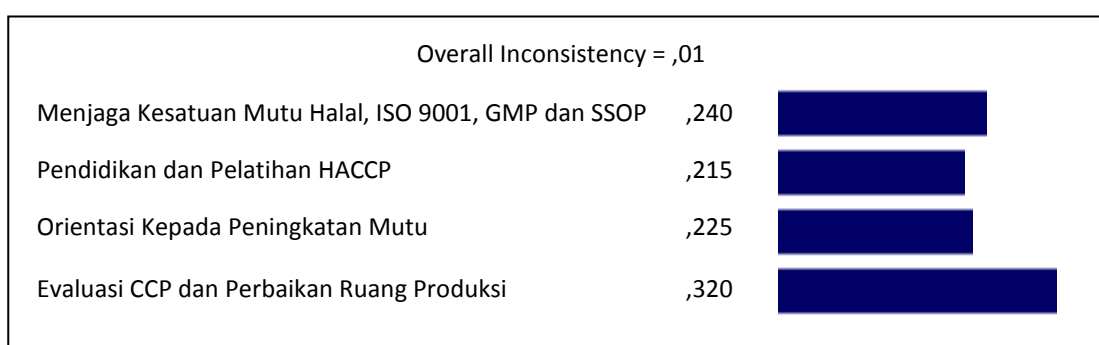 Overall Inconsistency = ,01
Menjaga Kesatuan Mutu Halal, ISO 9001, GMP dan SSOP ,240
Pendidikan dan Pelatihan HACCP ,215
Orientasi Kepada Peningkatan Mutu ,225
Evaluasi CCP dan Perbaikan Ruang Produksi ,320